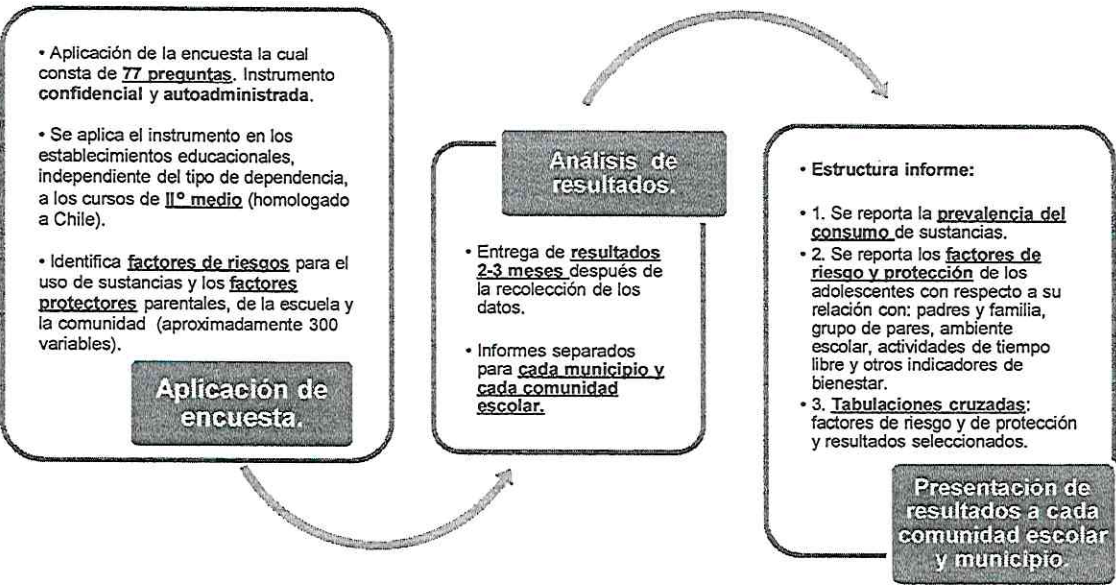 • Aplicación de la encuesta la cual
consta de 77 preguntas. Instrumento
confidencial y autoadministrada.
• Se aplica el instrumento en los
establecimientos educacionales,
independiente del tipo de dependencia,
a los cursos de IIº medio (homologado
a Chile).
• Identifica factores de riesgos para el
uso de sustancias y los factores
protectores parentales, de la escuela y
la comunidad (aproximadamente 300
variables).
Aplicación de
encuesta.
Análisis de
resultados.
• Entrega de resultados
2-3 meses después de
la recolección de los
datos.
• Informes separados
para cada municipio y
cada comunidad
escolar.
• Estructura informe:
• 1. Se reporta la prevalencia del
consumo de sustancias.
• 2. Se reporta los factores de
riesgo y protección de los
adolescentes con respecto a su
relación con: padres y familia,
grupo de pares, ambiente
escolar, actividades de tiempo
libre y otros indicadores de
bienestar.
• 3. Tabulaciones cruzadas:
factores de riesgo y de protección
y resultados seleccionados.
Presentación de
resultados a cada
comunidad escolar
y municipio.